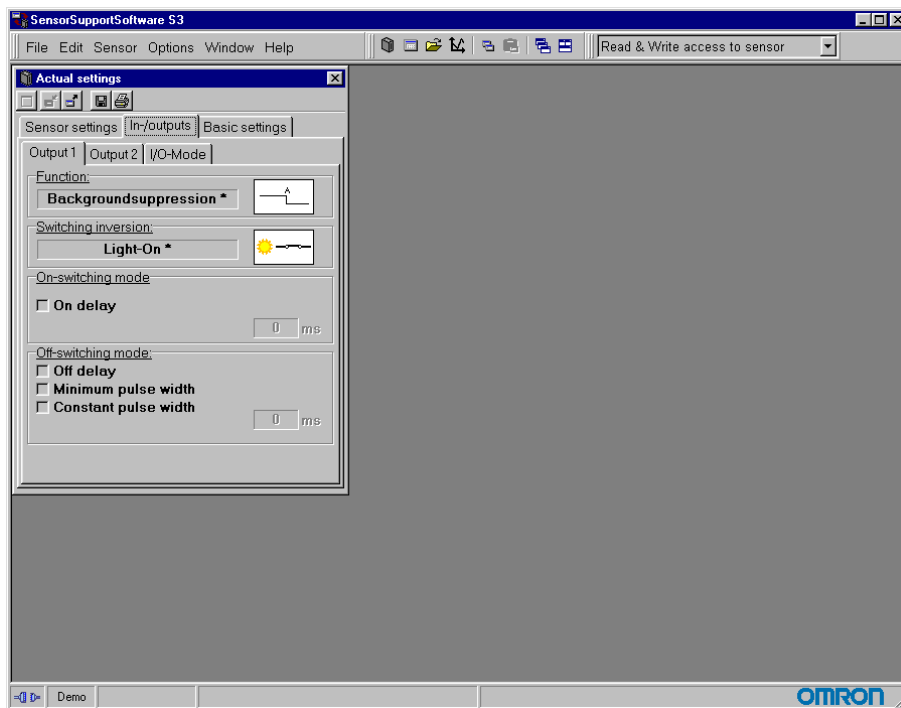 SensorSupportSoftware S3
File Edit Sensor Options Window Help
Read & Write access to sensor
Actual settings
Sensor settings In-/outputs Basic settings
Output 1 Output 2 I/O-Mode
Function:
Backgroundsuppression *
A
Switching inversion:
Light-On *
On-switching mode
On delay
0 ms
Off-switching mode:
Off delay
Minimum pulse width
Constant pulse width
0 ms
Demo
OMRON